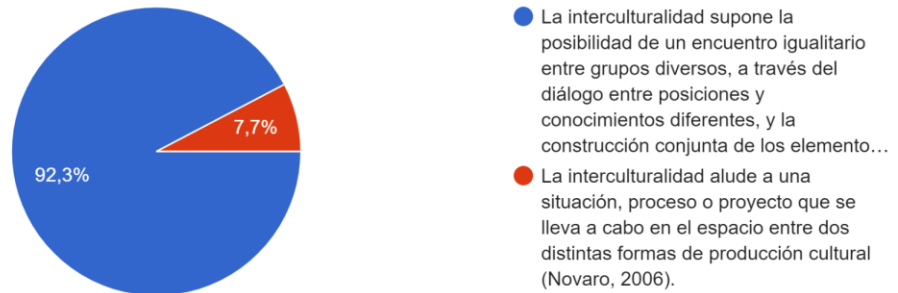 La interculturalidad supone la
posibilidad de un encuentro igualitario
entre grupos diversos, a través del
diálogo entre posiciones y
conocimientos diferentes, y la
construcción conjunta de los elemento…
7,7%
92,3%
La interculturalidad alude a una
situación, proceso o proyecto que se
lleva a cabo en el espacio entre dos
distintas formas de producción cultural
(Novaro, 2006).